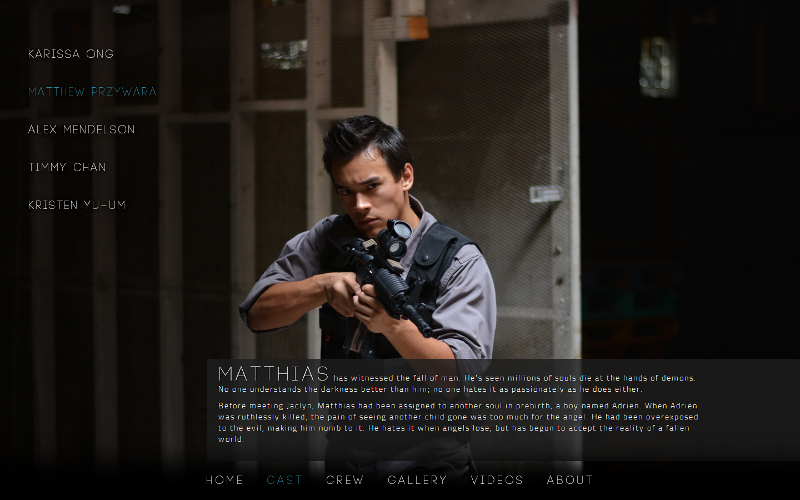 KARISSA ONG
MATTHEW PRZYWARA
ALEX MENDELSON
TIMMY CHAN
KRISTEN YU-UM
MATTHIAS has witnessed the fall of man. He's seen millions of souls die at the hands of demons.
No one understands the darkness better than him; no one hates it as passionately as he does either.
Before meeting Jaclyn, Matthias had been assigned to another soul in prebirth, a boy named Adrien. When Adrien
was ruthlessly killed, the pain of seeing another child gone was too much for the angel. He had been overexposed
to the evil, making him numb to it. He hates it when angels lose, but has begun to accept the reality of a fallen
world.
HOME CAST CREW GALLERY VIDEOS ABOUT